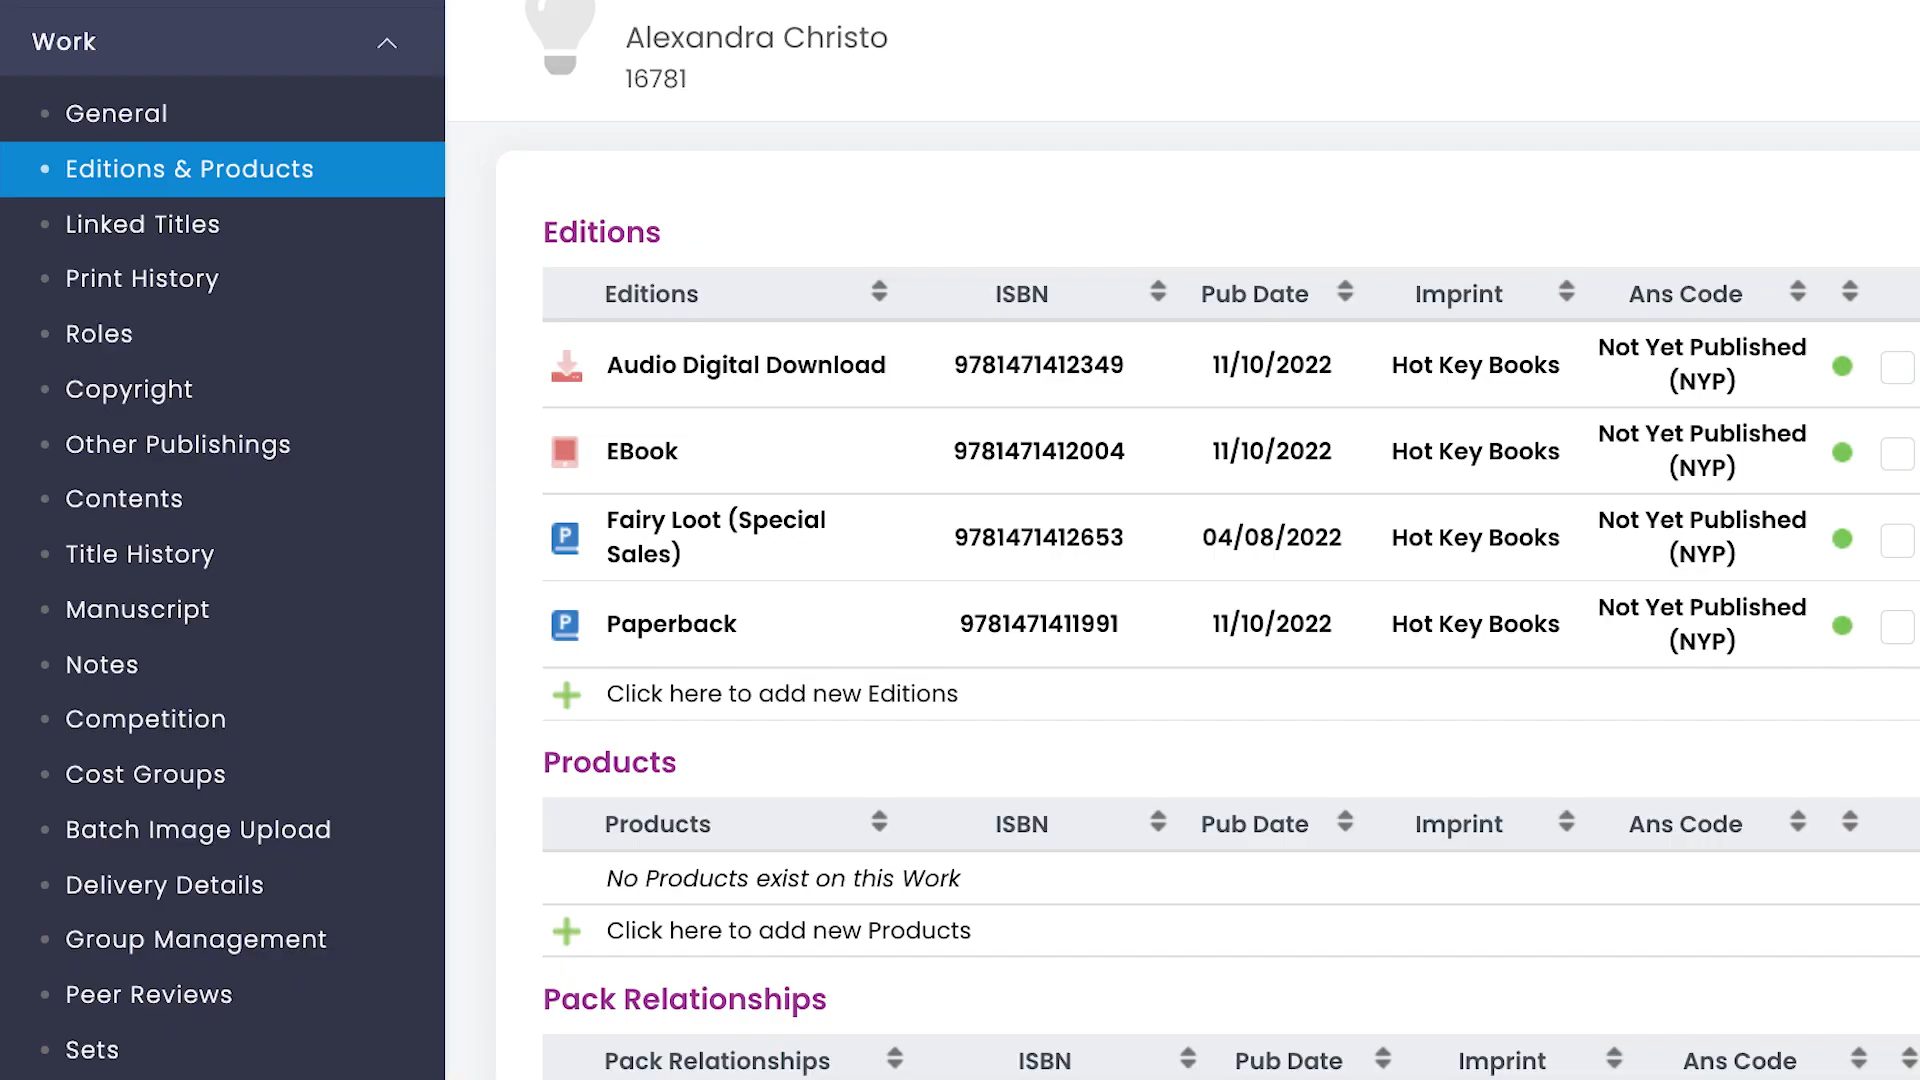 Work
General
Editions & Products
Linked Titles
Print History
Roles
Copyright
Other Publishings
Contents
Title History
Manuscript
Notes
Competition
Cost Groups
Batch Image Upload
Delivery Details
Group Management
Peer Reviews
Sets
Alexandra Christo
16781
Editions
Editions ISBN Pub Date Imprint Ans Code
Audio Digital Download 9781471412349 11/10/2022 Hot Key Books Not Yet Published
(NYP)
EBook 9781471412004 11/10/2022 Hot Key Books Not Yet Published
(NYP)
Fairy Loot (Special
Sales) 9781471412653 04/08/2022 Hot Key Books Not Yet Published
(NYP)
P
Paperback 9781471411991 11/10/2022 Hot Key Books Not Yet Published
(NYP)
P
Click here to add new Editions
Products
Products ISBN Pub Date Imprint Ans Code
No Products exist on this Work
Click here to add new Products
Pack Relationships
Pack Relationships ISBN Pub Date Imprint Ans Code